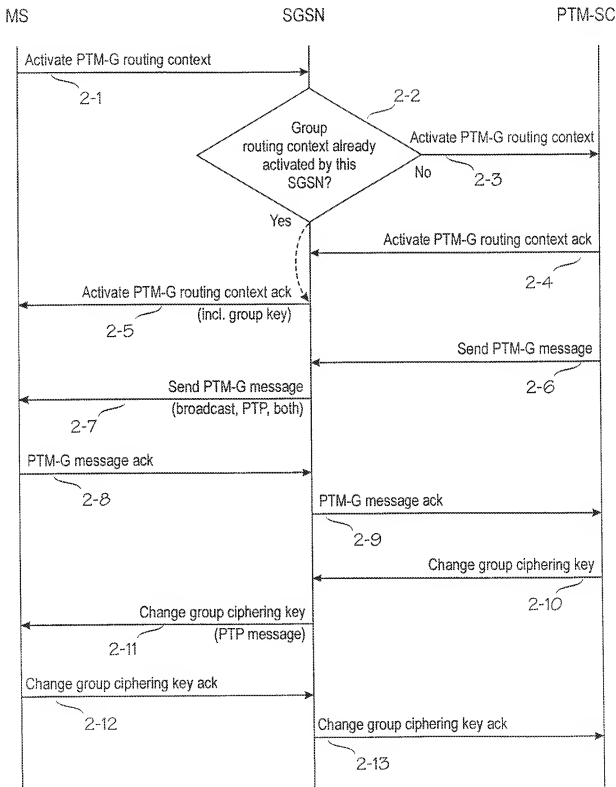 MS
SGSN
PTM-SC
Activate PTM-G routing context
2-1
2-2
Group
routing context already
activated by this
SGSN?
Activate PTM-G routing context
No
2-3
Yes
Activate PTM-G routing context ack
2-4
Activate PTM-G routing context ack
(incl. group key)
2-5
Send PTM-G message
2-6
Send PTM-G message
(broadcast, PTP, both)
2-7
PTM-G message ack
2-8
PTM-G message ack
2-9
Change group ciphering key
2-10
Change group ciphering key
(PTP message)
2-11
Change group ciphering key ack
2-12
Change group ciphering key ack
2-13